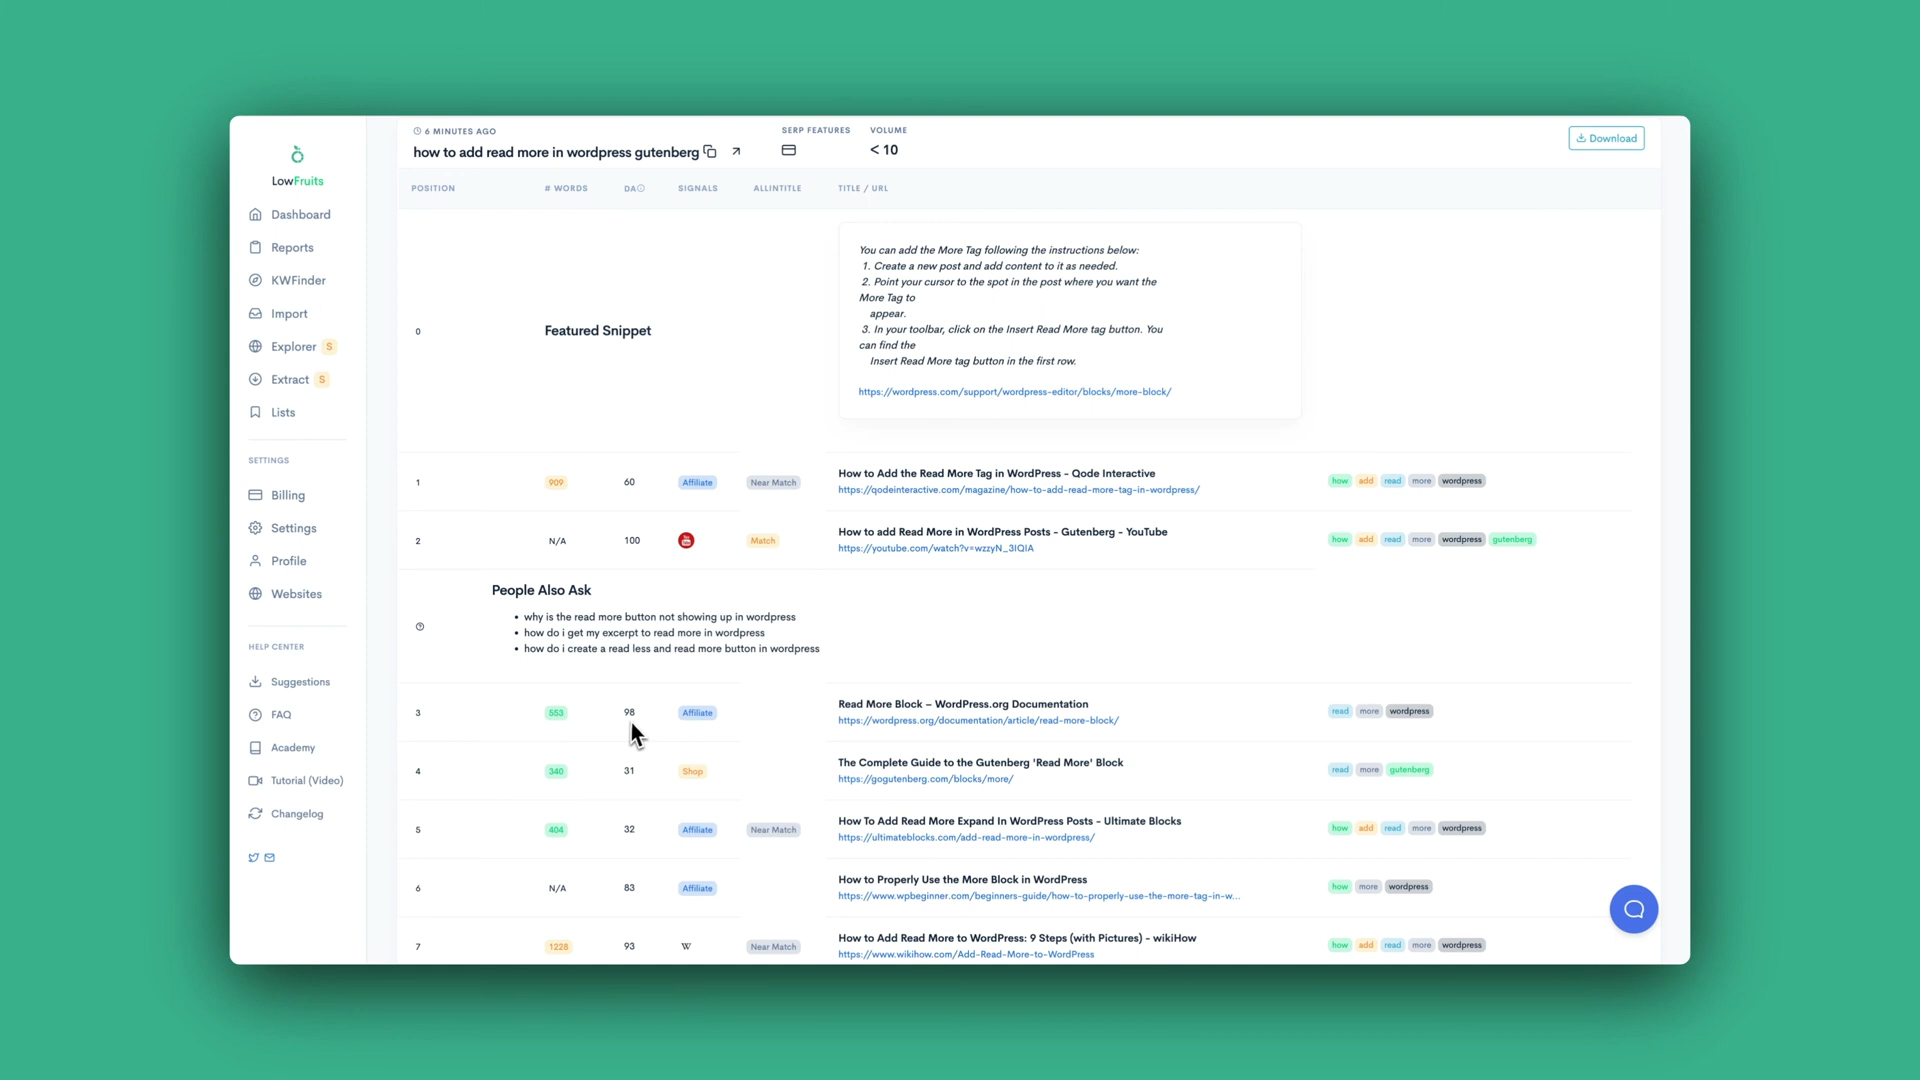 LowFruits
Dashboard
Reports
KWFinder
Import
Explorer S
Extract S
Lists
SETTINGS
Billing
Settings
Profile
Websites
HELP CENTER
Suggestions
FAQ
Academy
Tutorial (Video)
Changelog
6 MINUTES AGO
how to add read more in wordpress gutenberg
SERP FEATURES
VOLUME
< 10
Download
POSITION # WORDS DA SIGNALS ALLINTITLE TITLE / URL
0 Featured Snippet
You can add the More Tag following the instructions below:
1. Create a new post and add content to it as needed.
2. Point your cursor to the spot in the post where you want the
More Tag to
appear.
3. In your toolbar, click on the Insert Read More tag button. You
can find the
Insert Read More tag button in the first row.
https://wordpress.com/support/wordpress-editor/blocks/more-block/
1 909 60 Affiliate Near Match How to Add the Read More Tag in WordPress - Qode Interactive
https://qodeinteractive.com/magazine/how-to-add-read-more-tag-in-wordpress/
how add read more wordpress
2 N/A 100 Match How to add Read More in WordPress Posts - Gutenberg - YouTube
https://youtube.com/watch?v=wzzyN_3IQIA
how add read more wordpress gutenberg
People Also Ask
• why is the read more button not showing up in wordpress
• how do i get my excerpt to read more in wordpress
• how do i create a read less and read more button in wordpress
3 553 98 Affiliate Read More Block – WordPress.org Documentation
https://wordpress.org/documentation/article/read-more-block/
read more wordpress
4 340 31 Shop The Complete Guide to the Gutenberg 'Read More' Block
https://gogutenberg.com/blocks/more/
read more gutenberg
5 404 32 Affiliate Near Match How To Add Read More Expand In WordPress Posts - Ultimate Blocks
https://ultimateblocks.com/add-read-more-in-wordpress/
how add read more wordpress
6 N/A 83 Affiliate How to Properly Use the More Block in WordPress
https://www.wpbeginner.com/beginners-guide/how-to-properly-use-the-more-tag-in-w...
how more wordpress
7 1228 93 W Near Match How to Add Read More to WordPress: 9 Steps (with Pictures) - wikiHow
https://www.wikihow.com/Add-Read-More-to-WordPress
how add read more wordpress